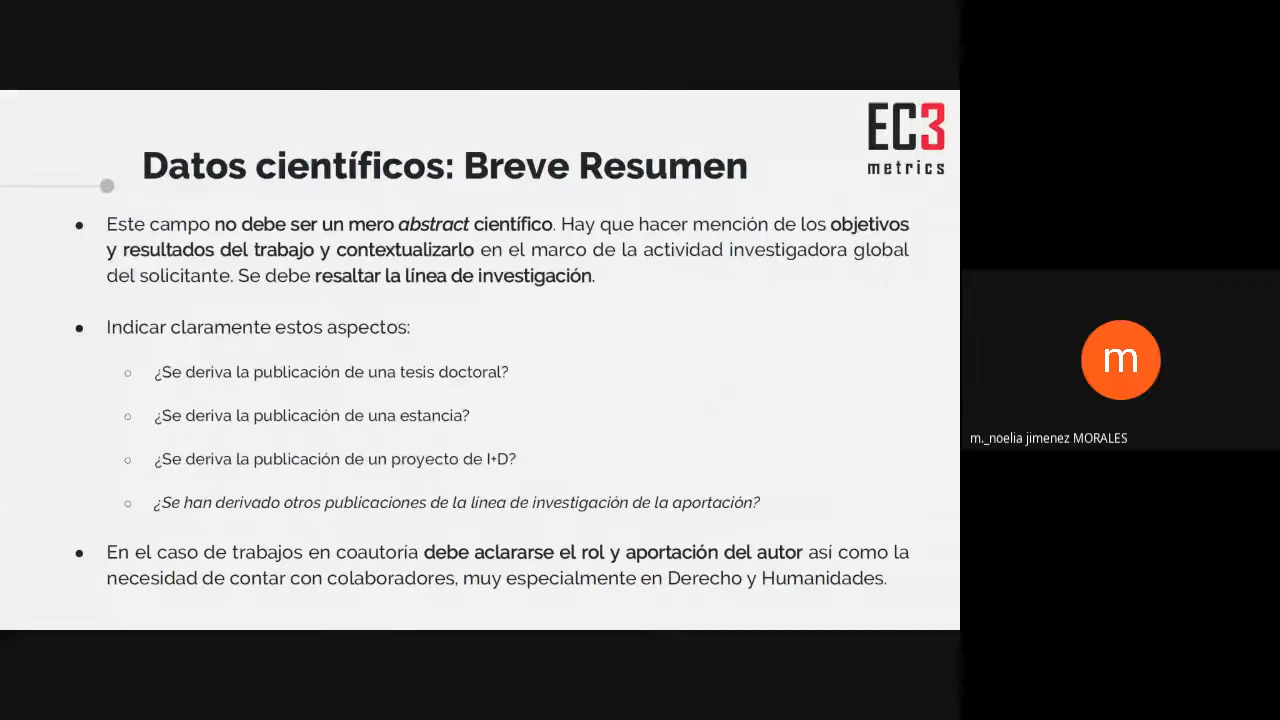 EC3
metrics
Datos científicos: Breve Resumen
● Este campo no debe ser un mero abstract científico. Hay que hacer mención de los objetivos
y resultados del trabajo y contextualizarlo en el marco de la actividad investigadora global
del solicitante. Se debe resaltar la línea de investigación.
● Indicar claramente estos aspectos:
○ ¿Se deriva la publicación de una tesis doctoral?
○ ¿Se deriva la publicación de una estancia?
○ ¿Se deriva la publicación de un proyecto de I+D?
○ ¿Se han derivado otros publicaciones de la línea de investigación de la aportación?
● En el caso de trabajos en coautoría debe aclararse el rol y aportación del autor así como la
necesidad de contar con colaboradores, muy especialmente en Derecho y Humanidades.
m
m._noelia jimenez MORALES